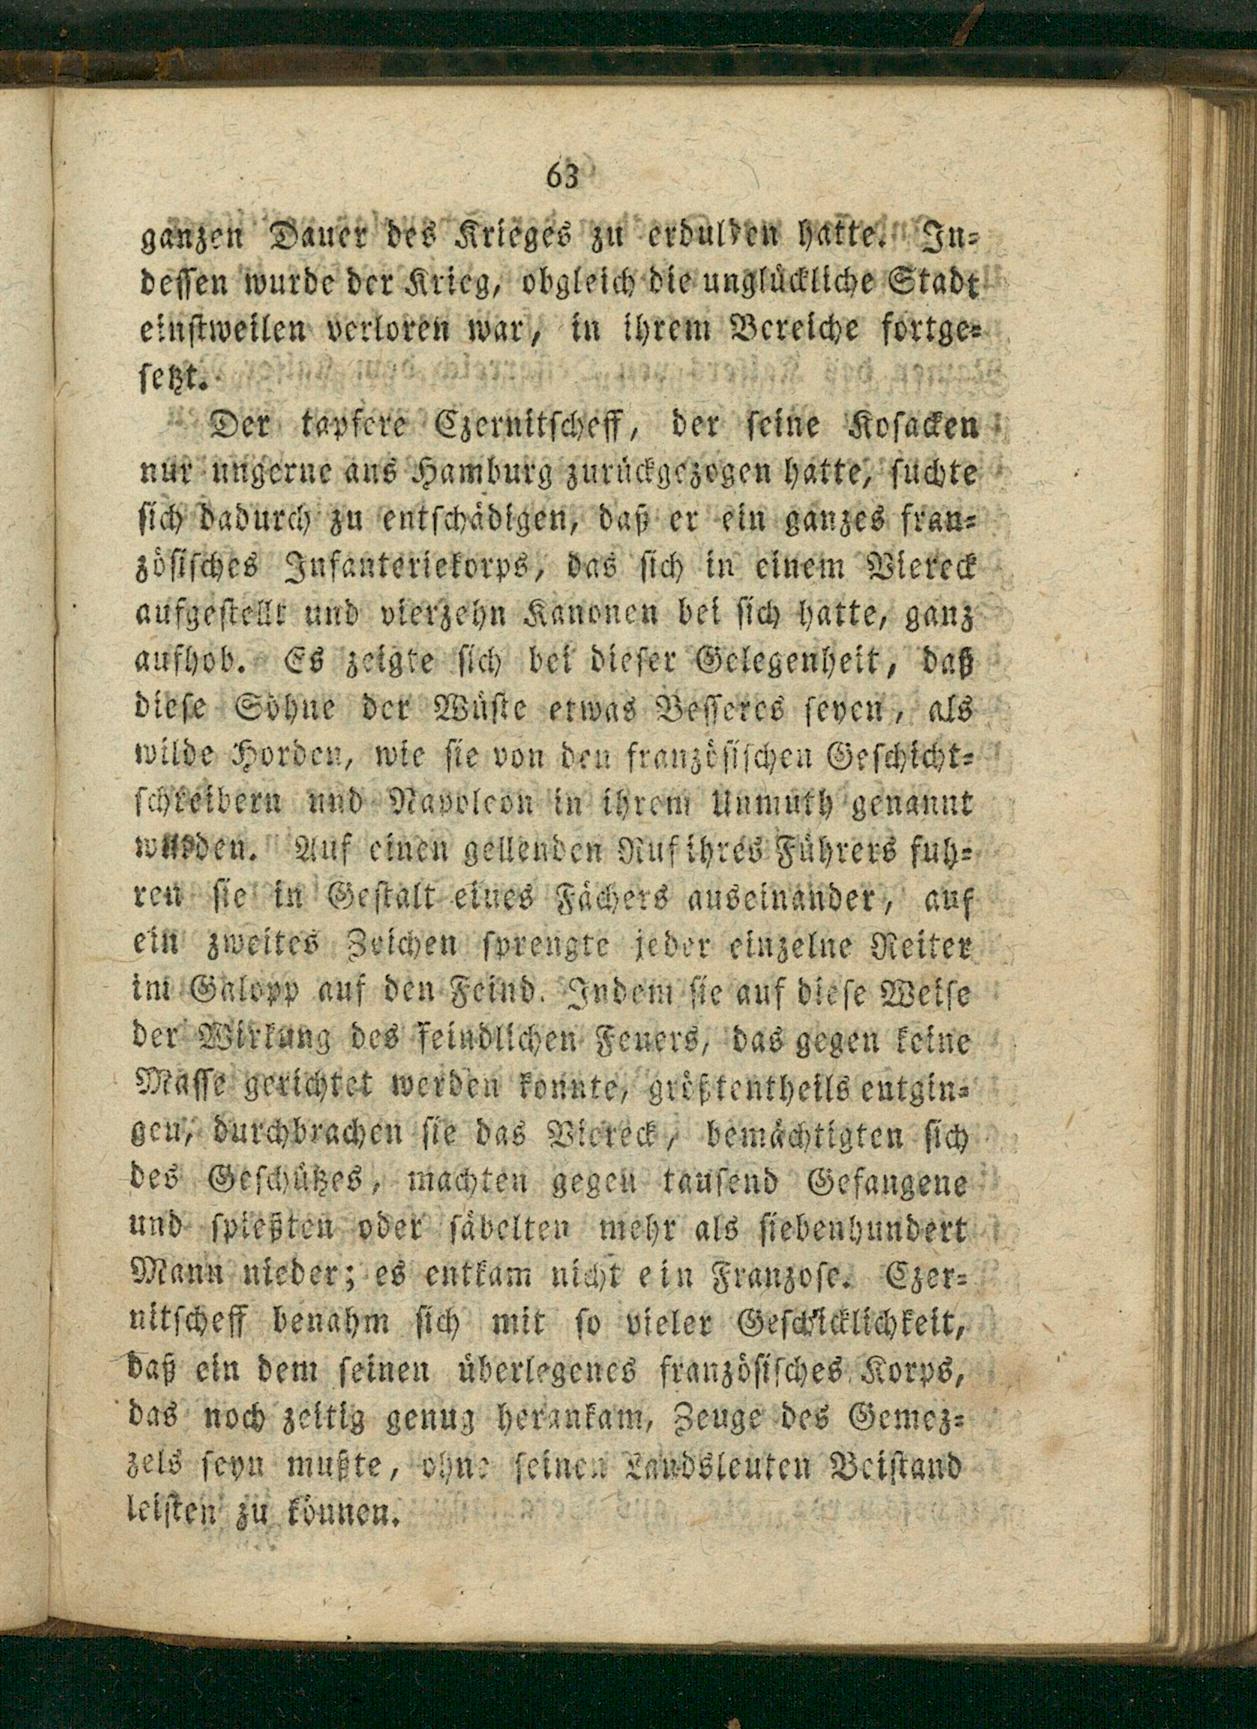 63
ganzen Dauer des Krieges zu erdulden hatte. In-
dessen wurde der Krieg, obgleich die unglückliche Stadt
einstweilen verloren war, in ihrem Bereiche fortge-
setzt.
Der tapfere Czernitscheff, der seine Kosacken
nur ungerne aus Hamburg zurückgezogen hatte, suchte
sich dadurch zu entschädigen, daß er ein ganzes fran-
zösisches Infanteriekorps, das sich in einem Viereck
aufgestellt und vierzehn Kanonen bei sich hatte, ganz
aufhob. Es zeigte sich bei dieser Gelegenheit, daß
diese Söhne der Wüste etwas Besseres seyen, als
wilde Horden, wie sie von den französischen Geschicht-
schreibern und Napoleon in ihrem Unmuth genannt
wurden. Auf einen gellenden Ruf ihres Führers fuh-
ren sie in Gestalt eines Fächers auseinander, auf
ein zweites Zeichen sprengte jeder einzelne Reiter
im Galopp auf den Feind. Indem sie auf diese Weise
der Wirkung des feindlichen Feuers, das gegen keine
Masse gerichtet werden konnte, größtentheils entgin-
gen, durchbrachen sie das Viereck, bemächtigten sich
des Geschützes, machten gegen tausend Gefangene
und spießten oder säbelten mehr als siebenhundert
Mann nieder; es entkam nicht ein Franzose. Czer-
nitscheff benahm sich mit so vieler Geschicklichkeit,
daß ein dem seinen überlegenes französisches Korps,
das noch zeitig genug herankam, Zeuge des Gemez-
zels seyn mußte, ohne seinen Landsleuten Beistand
leisten zu können.